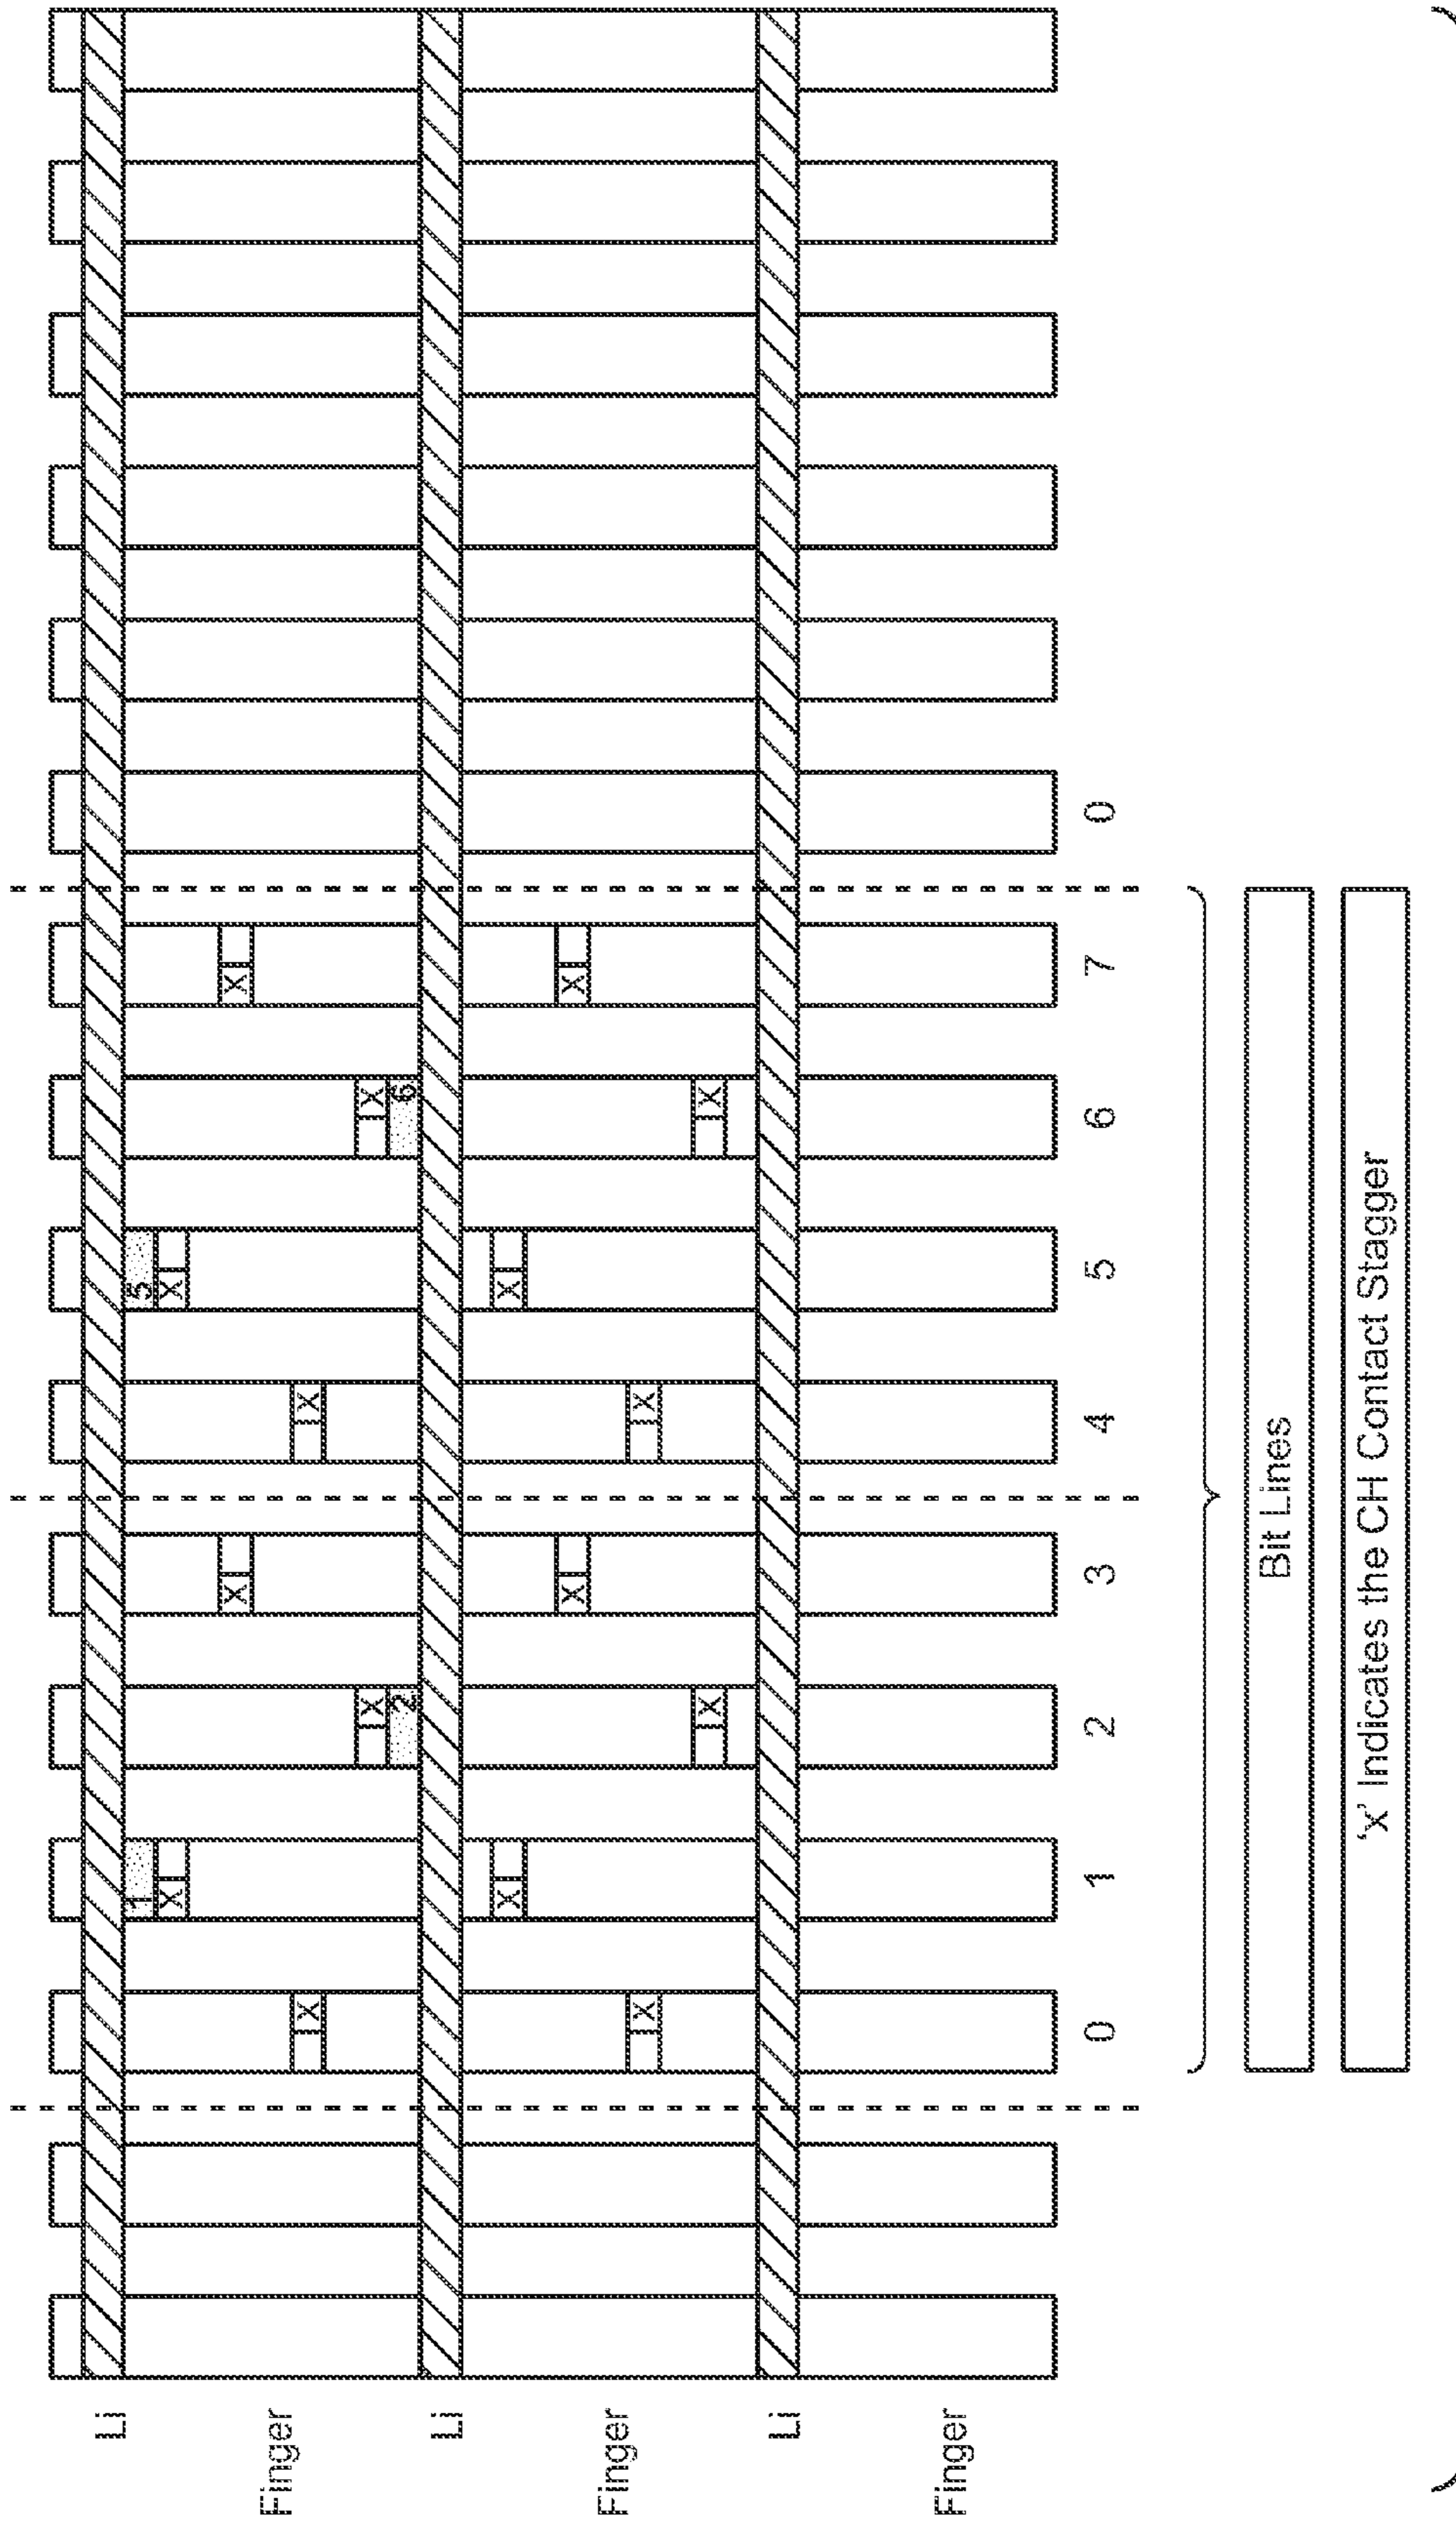 Li
1 5
X X
X X
Finger
X X
X X
2 6
Li
X X
X X
Finger
X X
X X
Li
Finger
0 1 2 3 4 5 6 7 0
Bit Lines
'x' Indicates the CH Contact Stagger